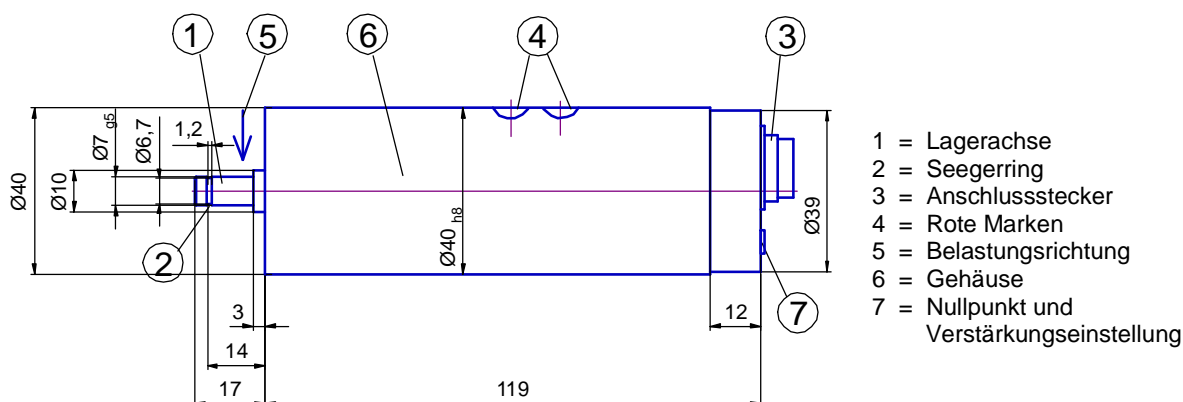 1
5
6
4
3
Ø40
Ø10
Ø7 g5
Ø6,7
1,2
Ø40 h8
Ø39
2
7
3
14
17
119
12
1 = Lagerachse
2 = Seegerring
3 = Anschlussstecker
4 = Rote Marken
5 = Belastungsrichtung
6 = Gehäuse
7 = Nullpunkt und
Verstärkungseinstellung